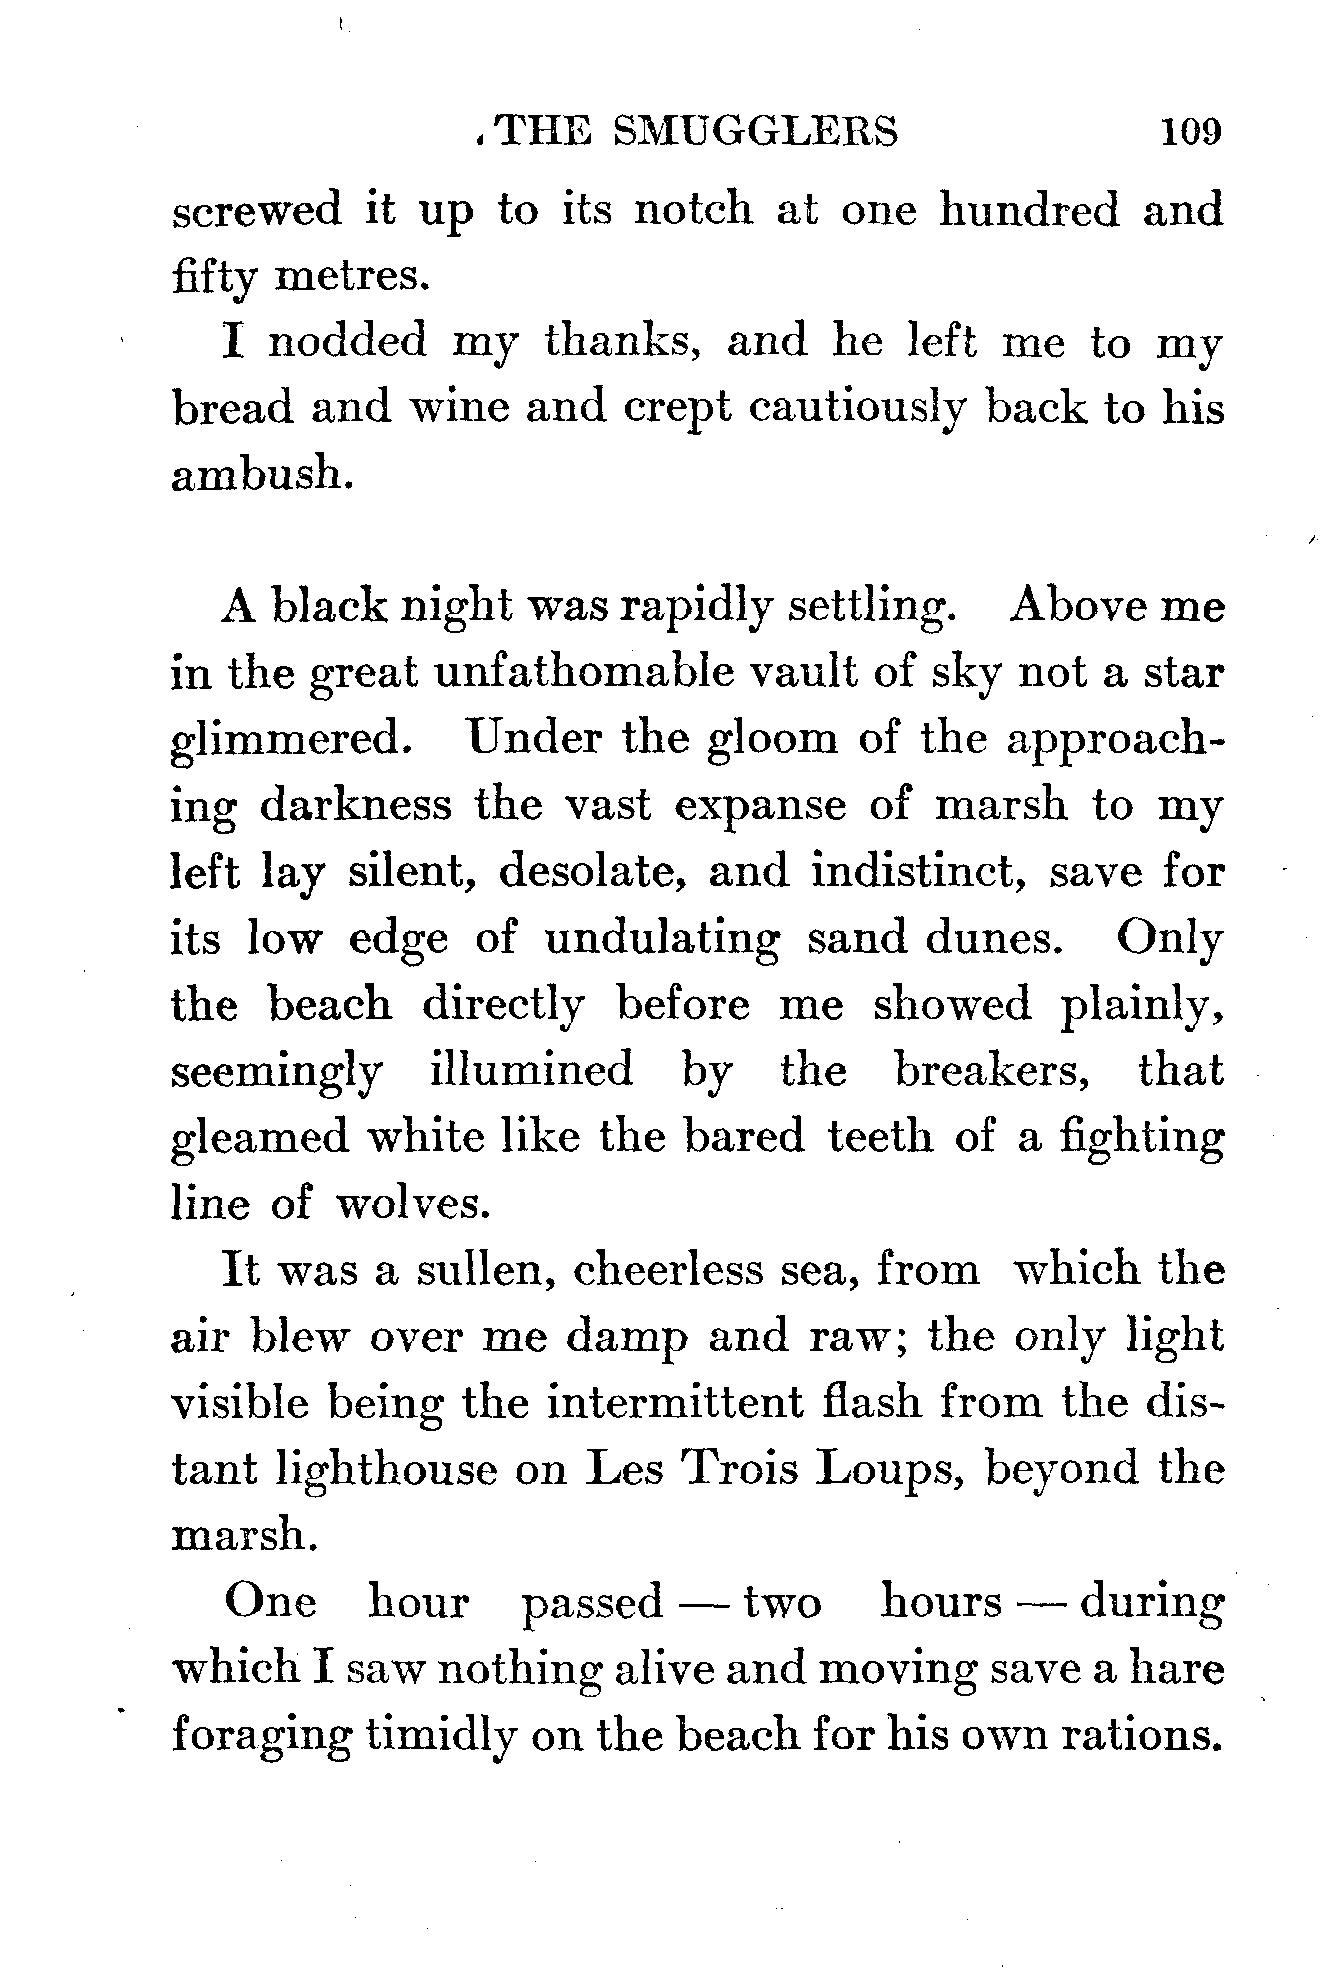 THE SMUGGLERS 109
screwed it up to its notch at one hundred and
fifty metres.
I nodded my thanks, and he left me to my
bread and wine and crept cautiously back to his
ambush.
A black night was rapidly settling. Above me
in the great unfathomable vault of sky not a star
glimmered. Under the gloom of the approach-
ing darkness the vast expanse of marsh to my
left lay silent, desolate, and indistinct, save for
its low edge of undulating sand dunes. Only
the beach directly before me showed plainly,
seemingly illumined by the breakers, that
gleamed white like the bared teeth of a fighting
line of wolves.
It was a sullen, cheerless sea, from which the
air blew over me damp and raw; the only light
visible being the intermittent flash from the dis-
tant lighthouse on Les Trois Loups, beyond the
marsh.
One hour passed — two hours — during
which I saw nothing alive and moving save a hare
foraging timidly on the beach for his own rations.